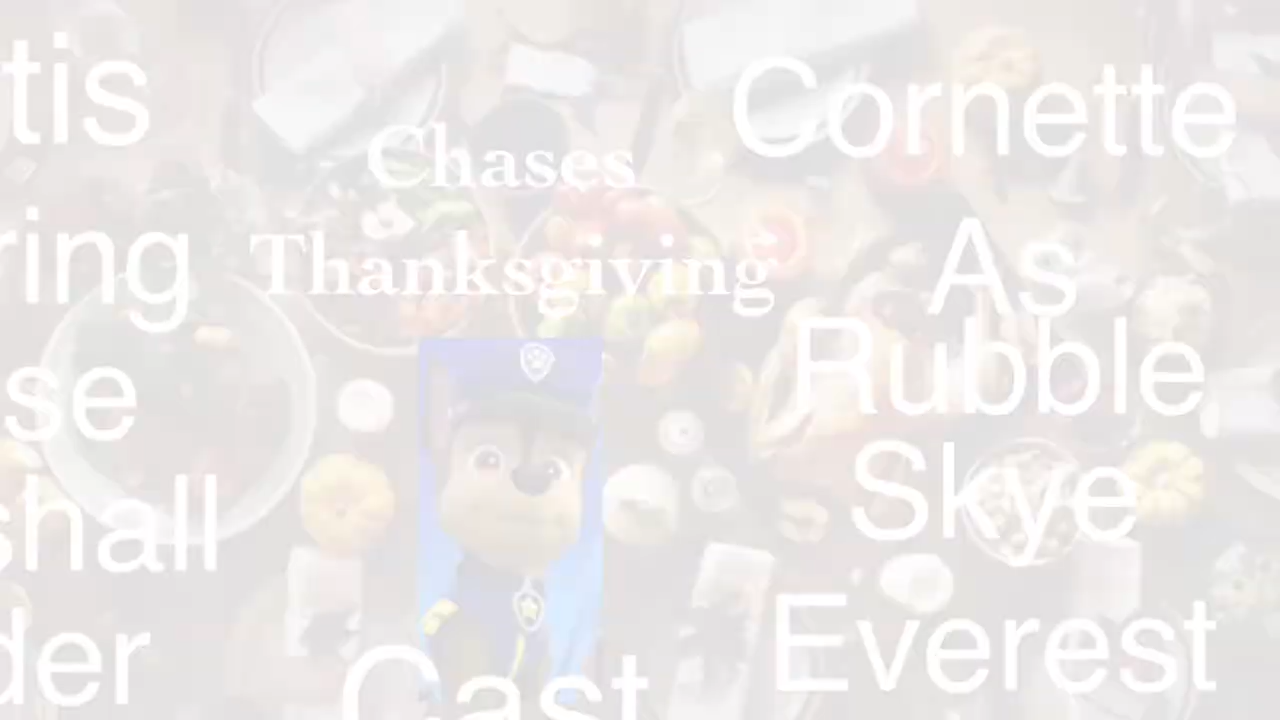 tis
Cornette
Chases
ring
Thanksgiving
As
Rubble
se
Skye
shall
Everest
der
Cast